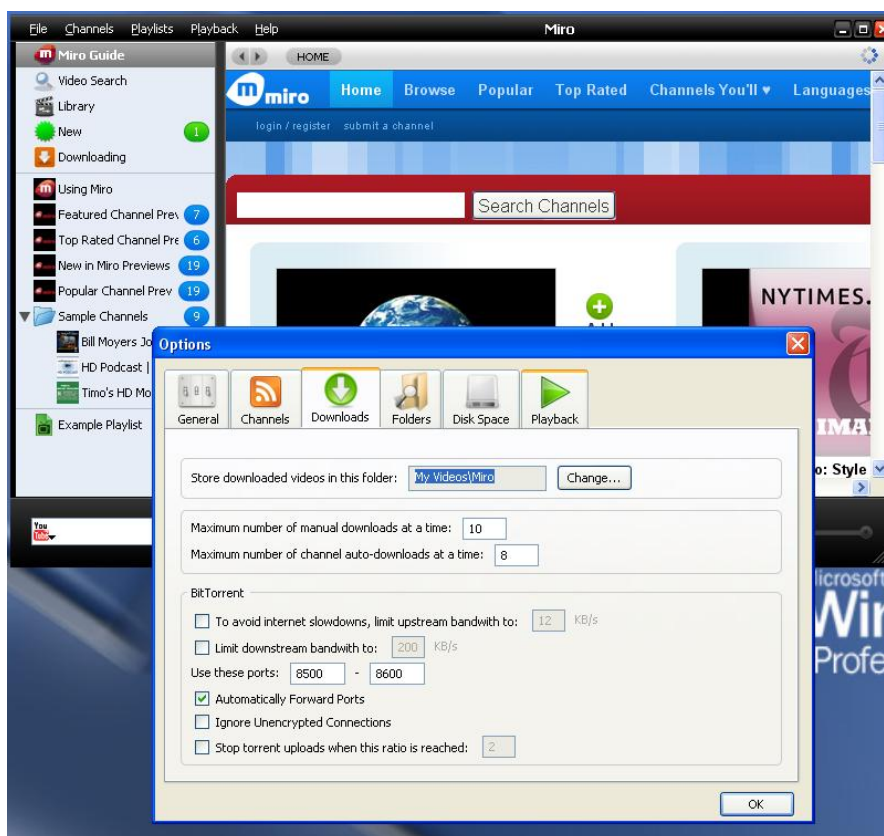 File Channels Playlists Playback Help Miro
Miro Guide
HOME
Video Search
Library
New 1
Downloading
Using Miro
Featured Channel Prev 7
Top Rated Channel Pre 6
New in Miro Previews 19
Popular Channel Prev 19
Sample Channels 9
Bill Moyers Jo
HD Podcast |
Timo's HD Mo
Example Playlist
You
Tube
m miro Home Browse Popular Top Rated Channels You'll ♥ Languages
login / register submit a channel
Search Channels
NYTIMES.
IMA
o: Style
Options
General Channels Downloads Folders Disk Space Playback
Store downloaded videos in this folder: My Videos\Miro Change...
Maximum number of manual downloads at a time: 10
Maximum number of channel auto-downloads at a time: 8
BitTorrent
To avoid internet slowdowns, limit upstream bandwith to: 12 KB/s
Limit downstream bandwith to: 200 KB/s
Use these ports: 8500 - 8600
Automatically Forward Ports
Ignore Unencrypted Connections
Stop torrent uploads when this ratio is reached: 2
OK
Microsoft
Win
Profe